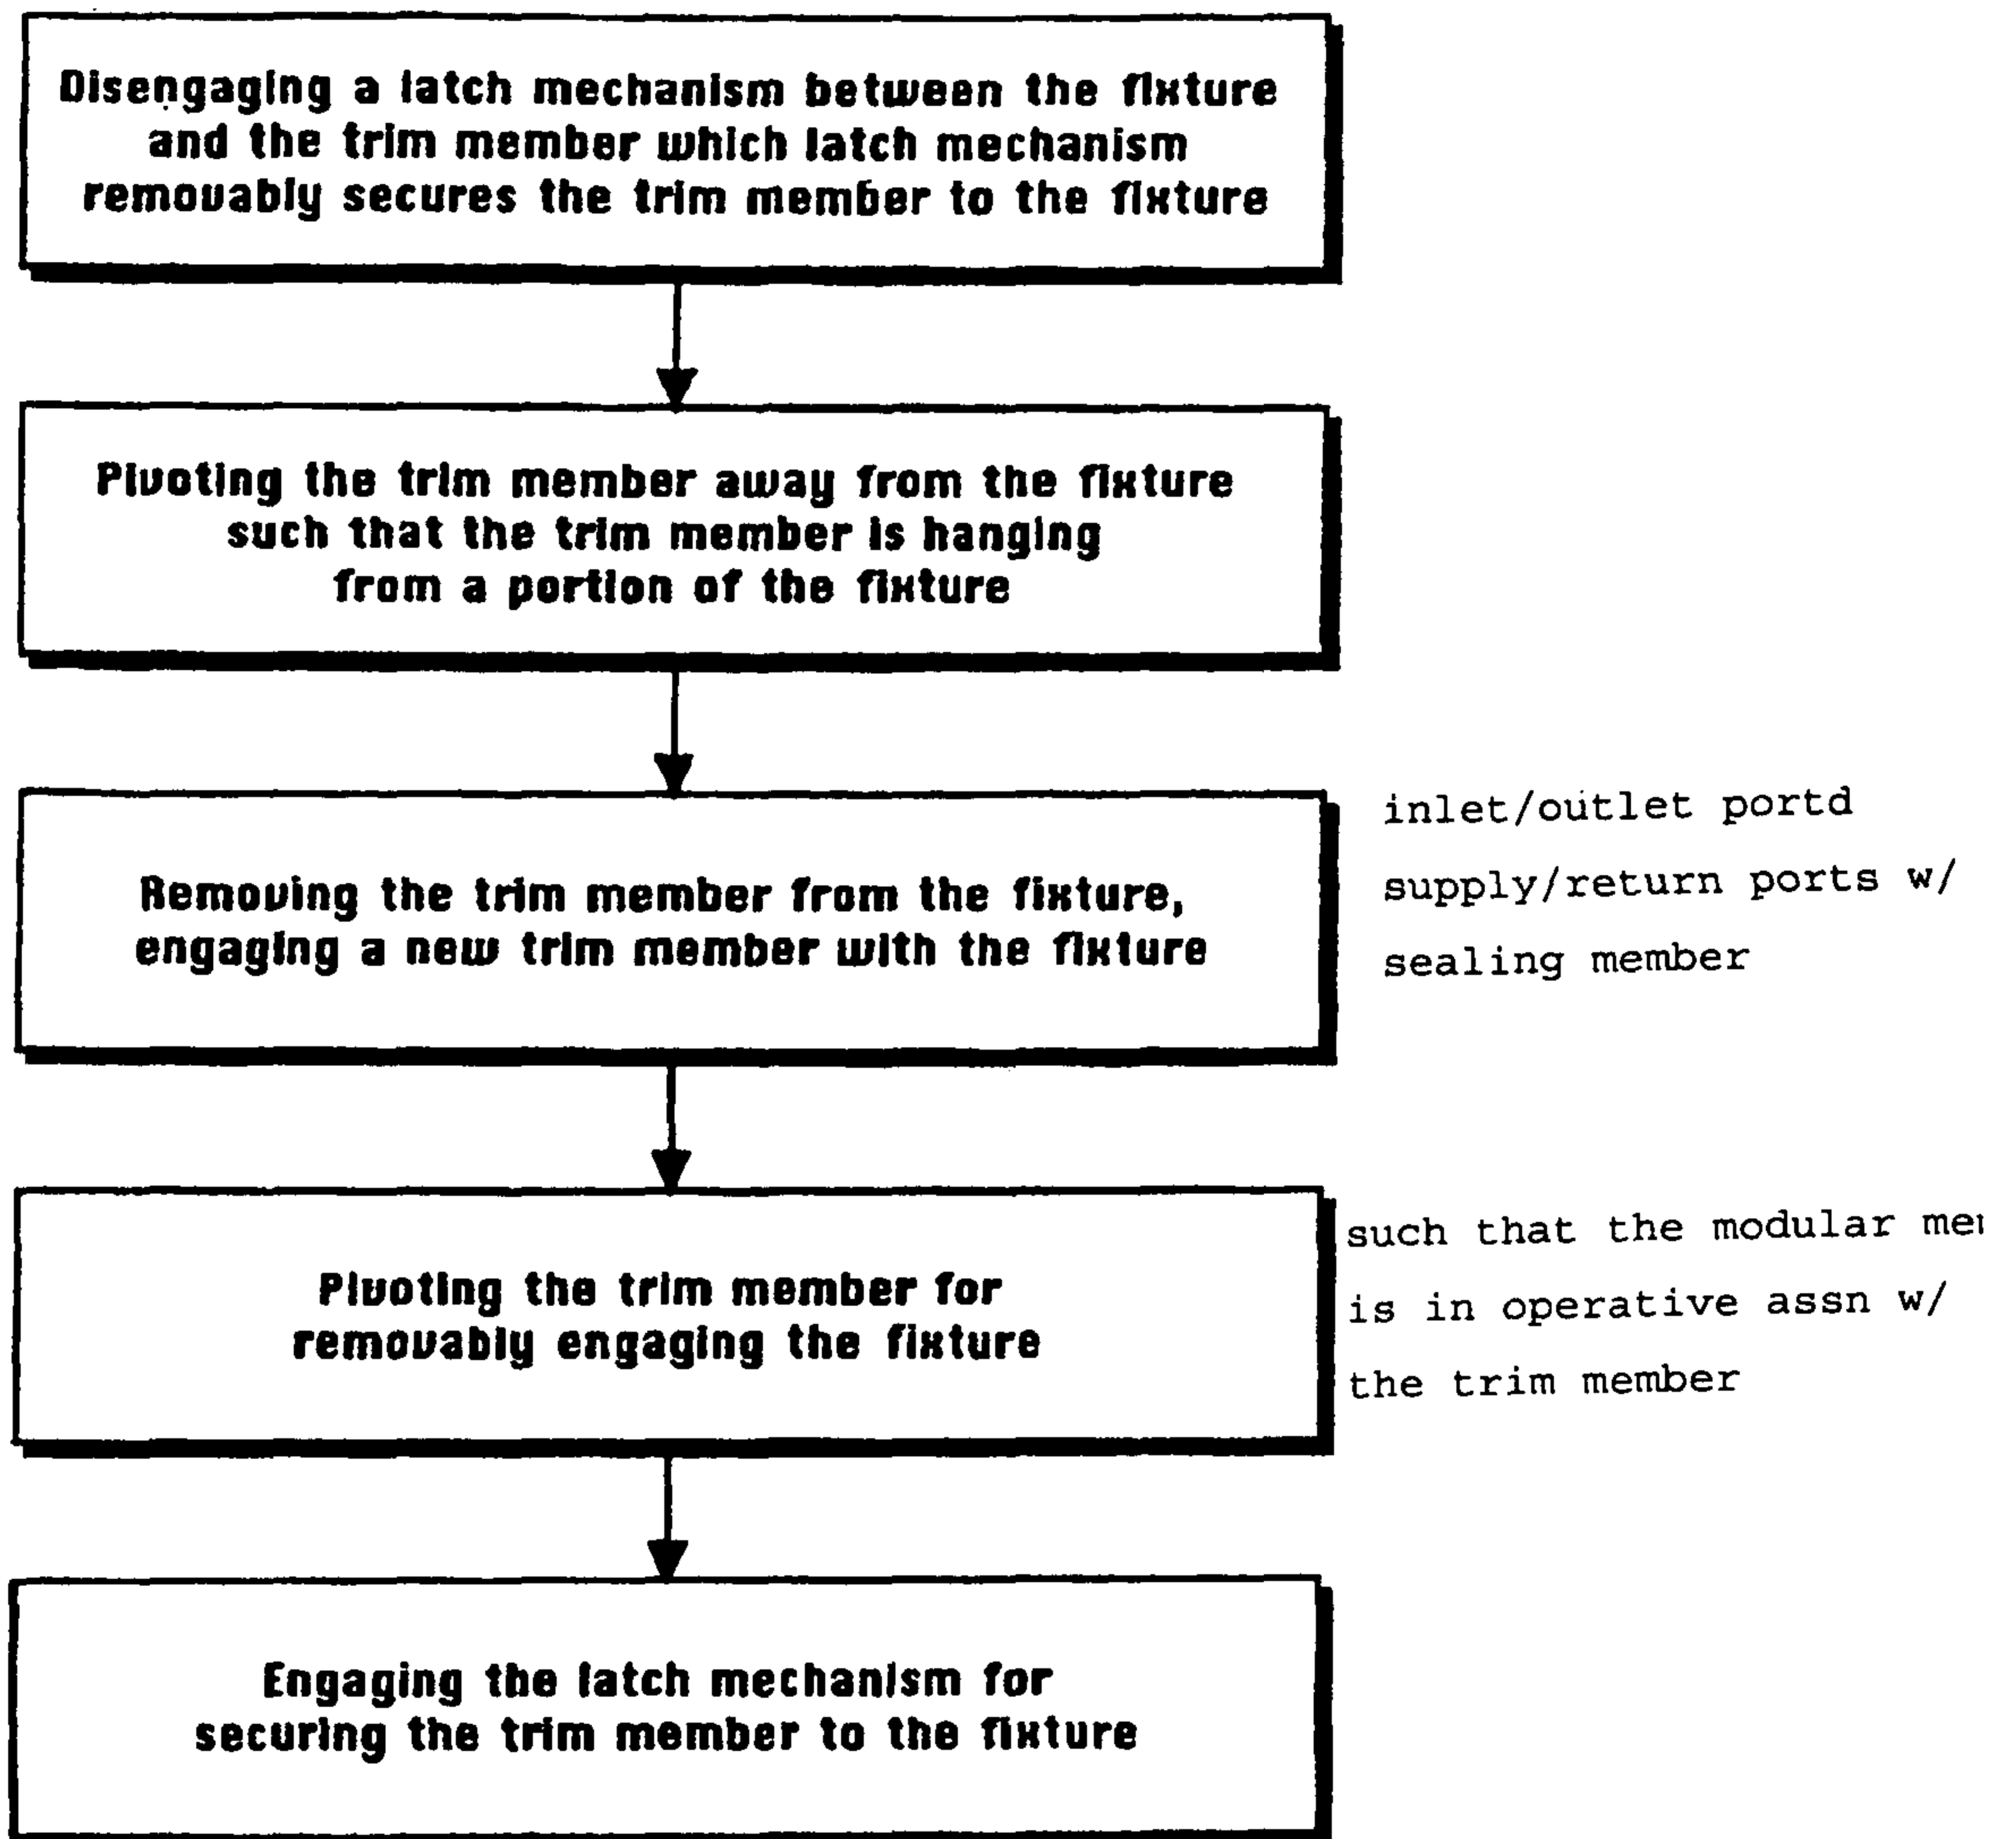 Disengaging a latch mechanism between the fixture
and the trim member which latch mechanism
removably secures the trim member to the fixture
Pivoting the trim member away from the fixture
such that the trim member is hanging
from a portion of the fixture
Removing the trim member from the fixture,
engaging a new trim member with the fixture
inlet/outlet portd
supply/return ports w/
sealing member
Pivoting the trim member for
removably engaging the fixture
such that the modular
is in operative assn w/
the trim member
Engaging the latch mechanism for
securing the trim member to the fixture